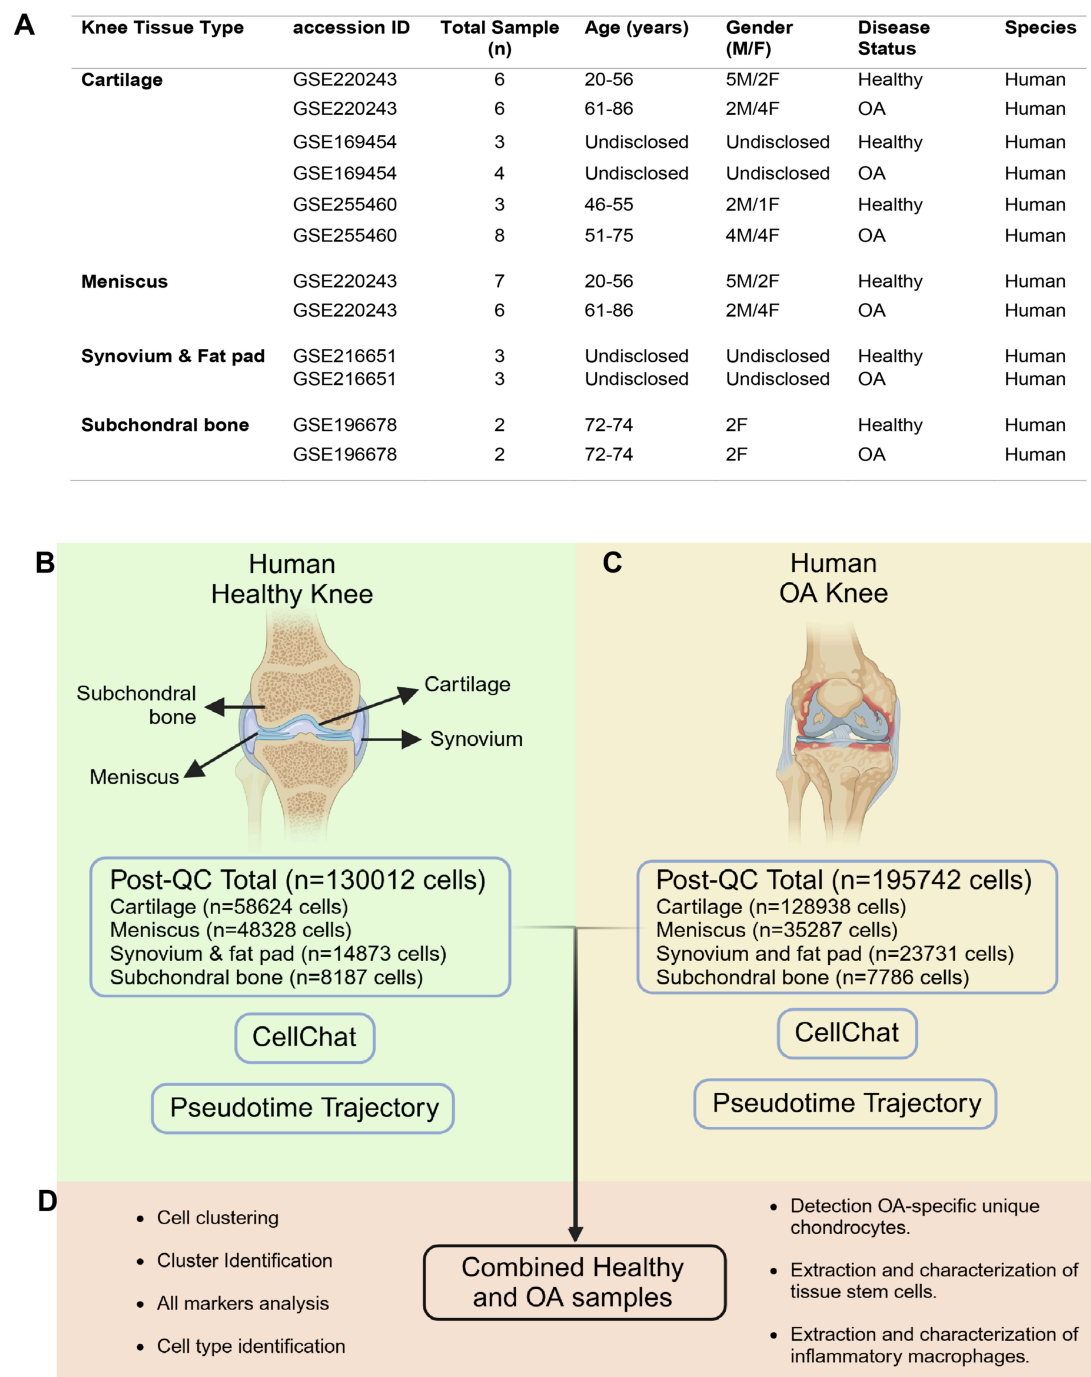 A
Knee Tissue Type accession ID Total Sample (n) Age (years) Gender (M/F) Disease Status Species
Cartilage GSE220243 6 20-56 5M/2F Healthy Human
GSE220243 6 61-86 2M/4F OA Human
GSE169454 3 Undisclosed Undisclosed Healthy Human
GSE169454 4 Undisclosed Undisclosed OA Human
GSE255460 3 46-55 2M/1F Healthy Human
GSE255460 8 51-75 4M/4F OA Human
Meniscus GSE220243 7 20-56 5M/2F Healthy Human
GSE220243 6 61-86 2M/4F OA Human
Synovium & Fat pad GSE216651 3 Undisclosed Undisclosed Healthy Human
GSE216651 3 Undisclosed Undisclosed OA Human
Subchondral bone GSE196678 2 72-74 2F Healthy Human
GSE196678 2 72-74 2F OA Human
B
Human
Healthy Knee
Subchondral
bone
Cartilage
Synovium
Meniscus
Post-QC Total (n=130012 cells)
Cartilage (n=58624 cells)
Meniscus (n=48328 cells)
Synovium & fat pad (n=14873 cells)
Subchondral bone (n=8187 cells)
CellChat
Pseudotime Trajectory
C
Human
OA Knee
Post-QC Total (n=195742 cells)
Cartilage (n=128938 cells)
Meniscus (n=35287 cells)
Synovium and fat pad (n=23731 cells)
Subchondral bone (n=7786 cells)
CellChat
Pseudotime Trajectory
D
• Cell clustering
• Cluster Identification
• All markers analysis
• Cell type identification
Combined Healthy
and OA samples
• Detection OA-specific unique
chondrocytes.
• Extraction and characterization of
tissue stem cells.
• Extraction and characterization of
inflammatory macrophages.